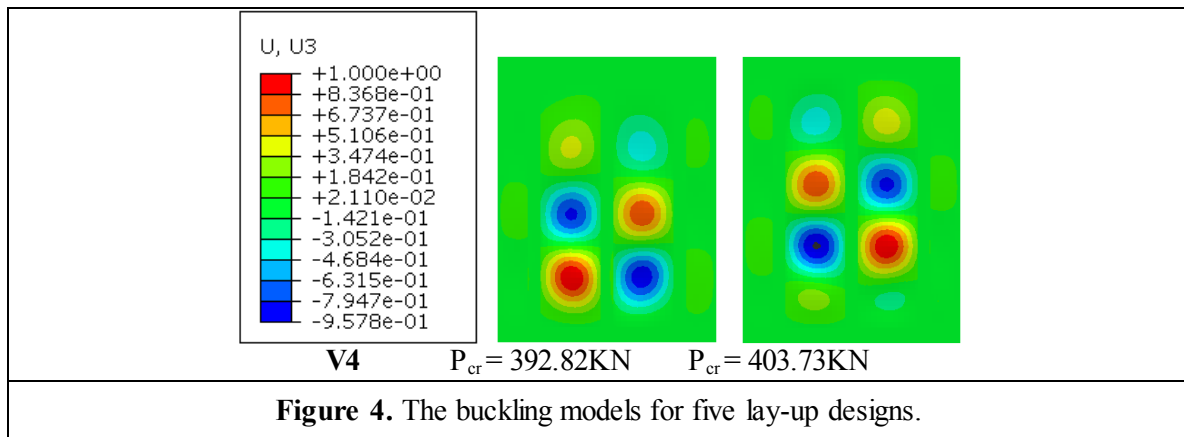 U, U3
+1.000e+00
+8.368e-01
+6.737e-01
+5.106e-01
+3.474e-01
+1.842e-01
+2.110e-02
-1.421e-01
-3.052e-01
-4.684e-01
-6.315e-01
-7.947e-01
-9.578e-01
V4 Pcr = 392.82KN Pcr = 403.73KN
Figure 4. The buckling models for five lay-up designs.